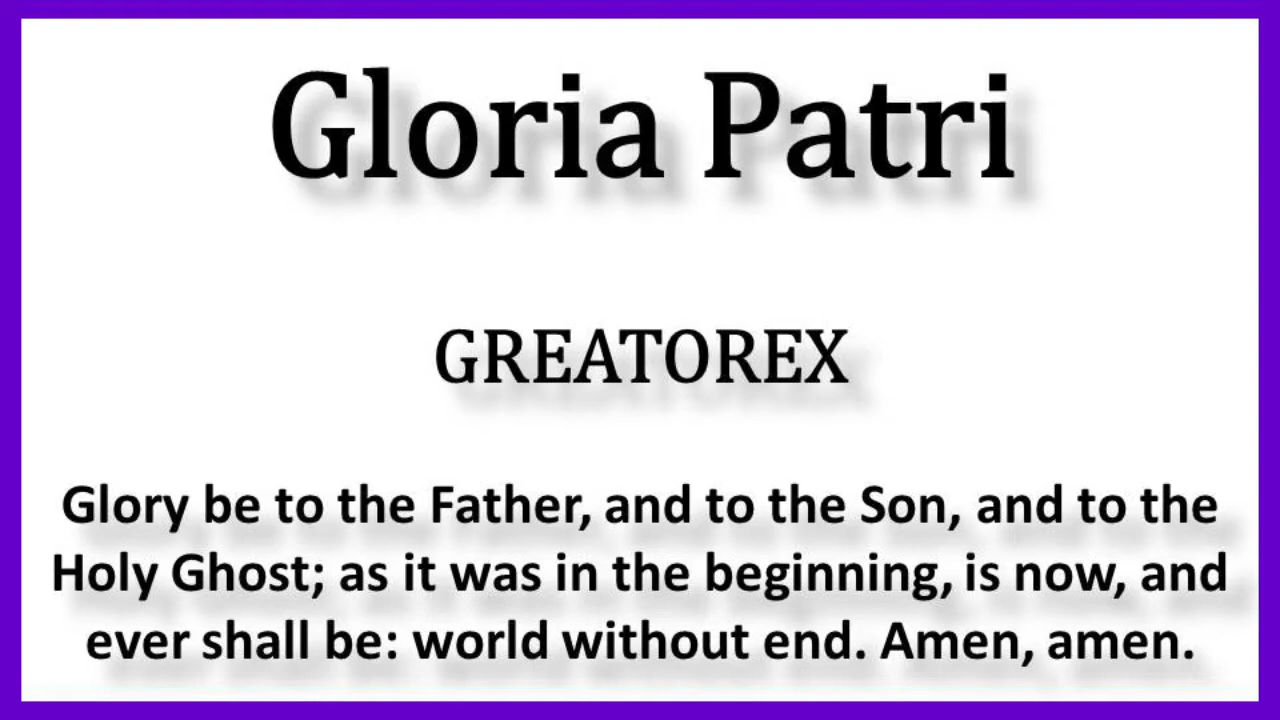 Gloria Patri
GREATOREX
Glory be to the Father, and to the Son, and to the
Holy Ghost; as it was in the beginning, is now, and
ever shall be: world without end. Amen, amen.